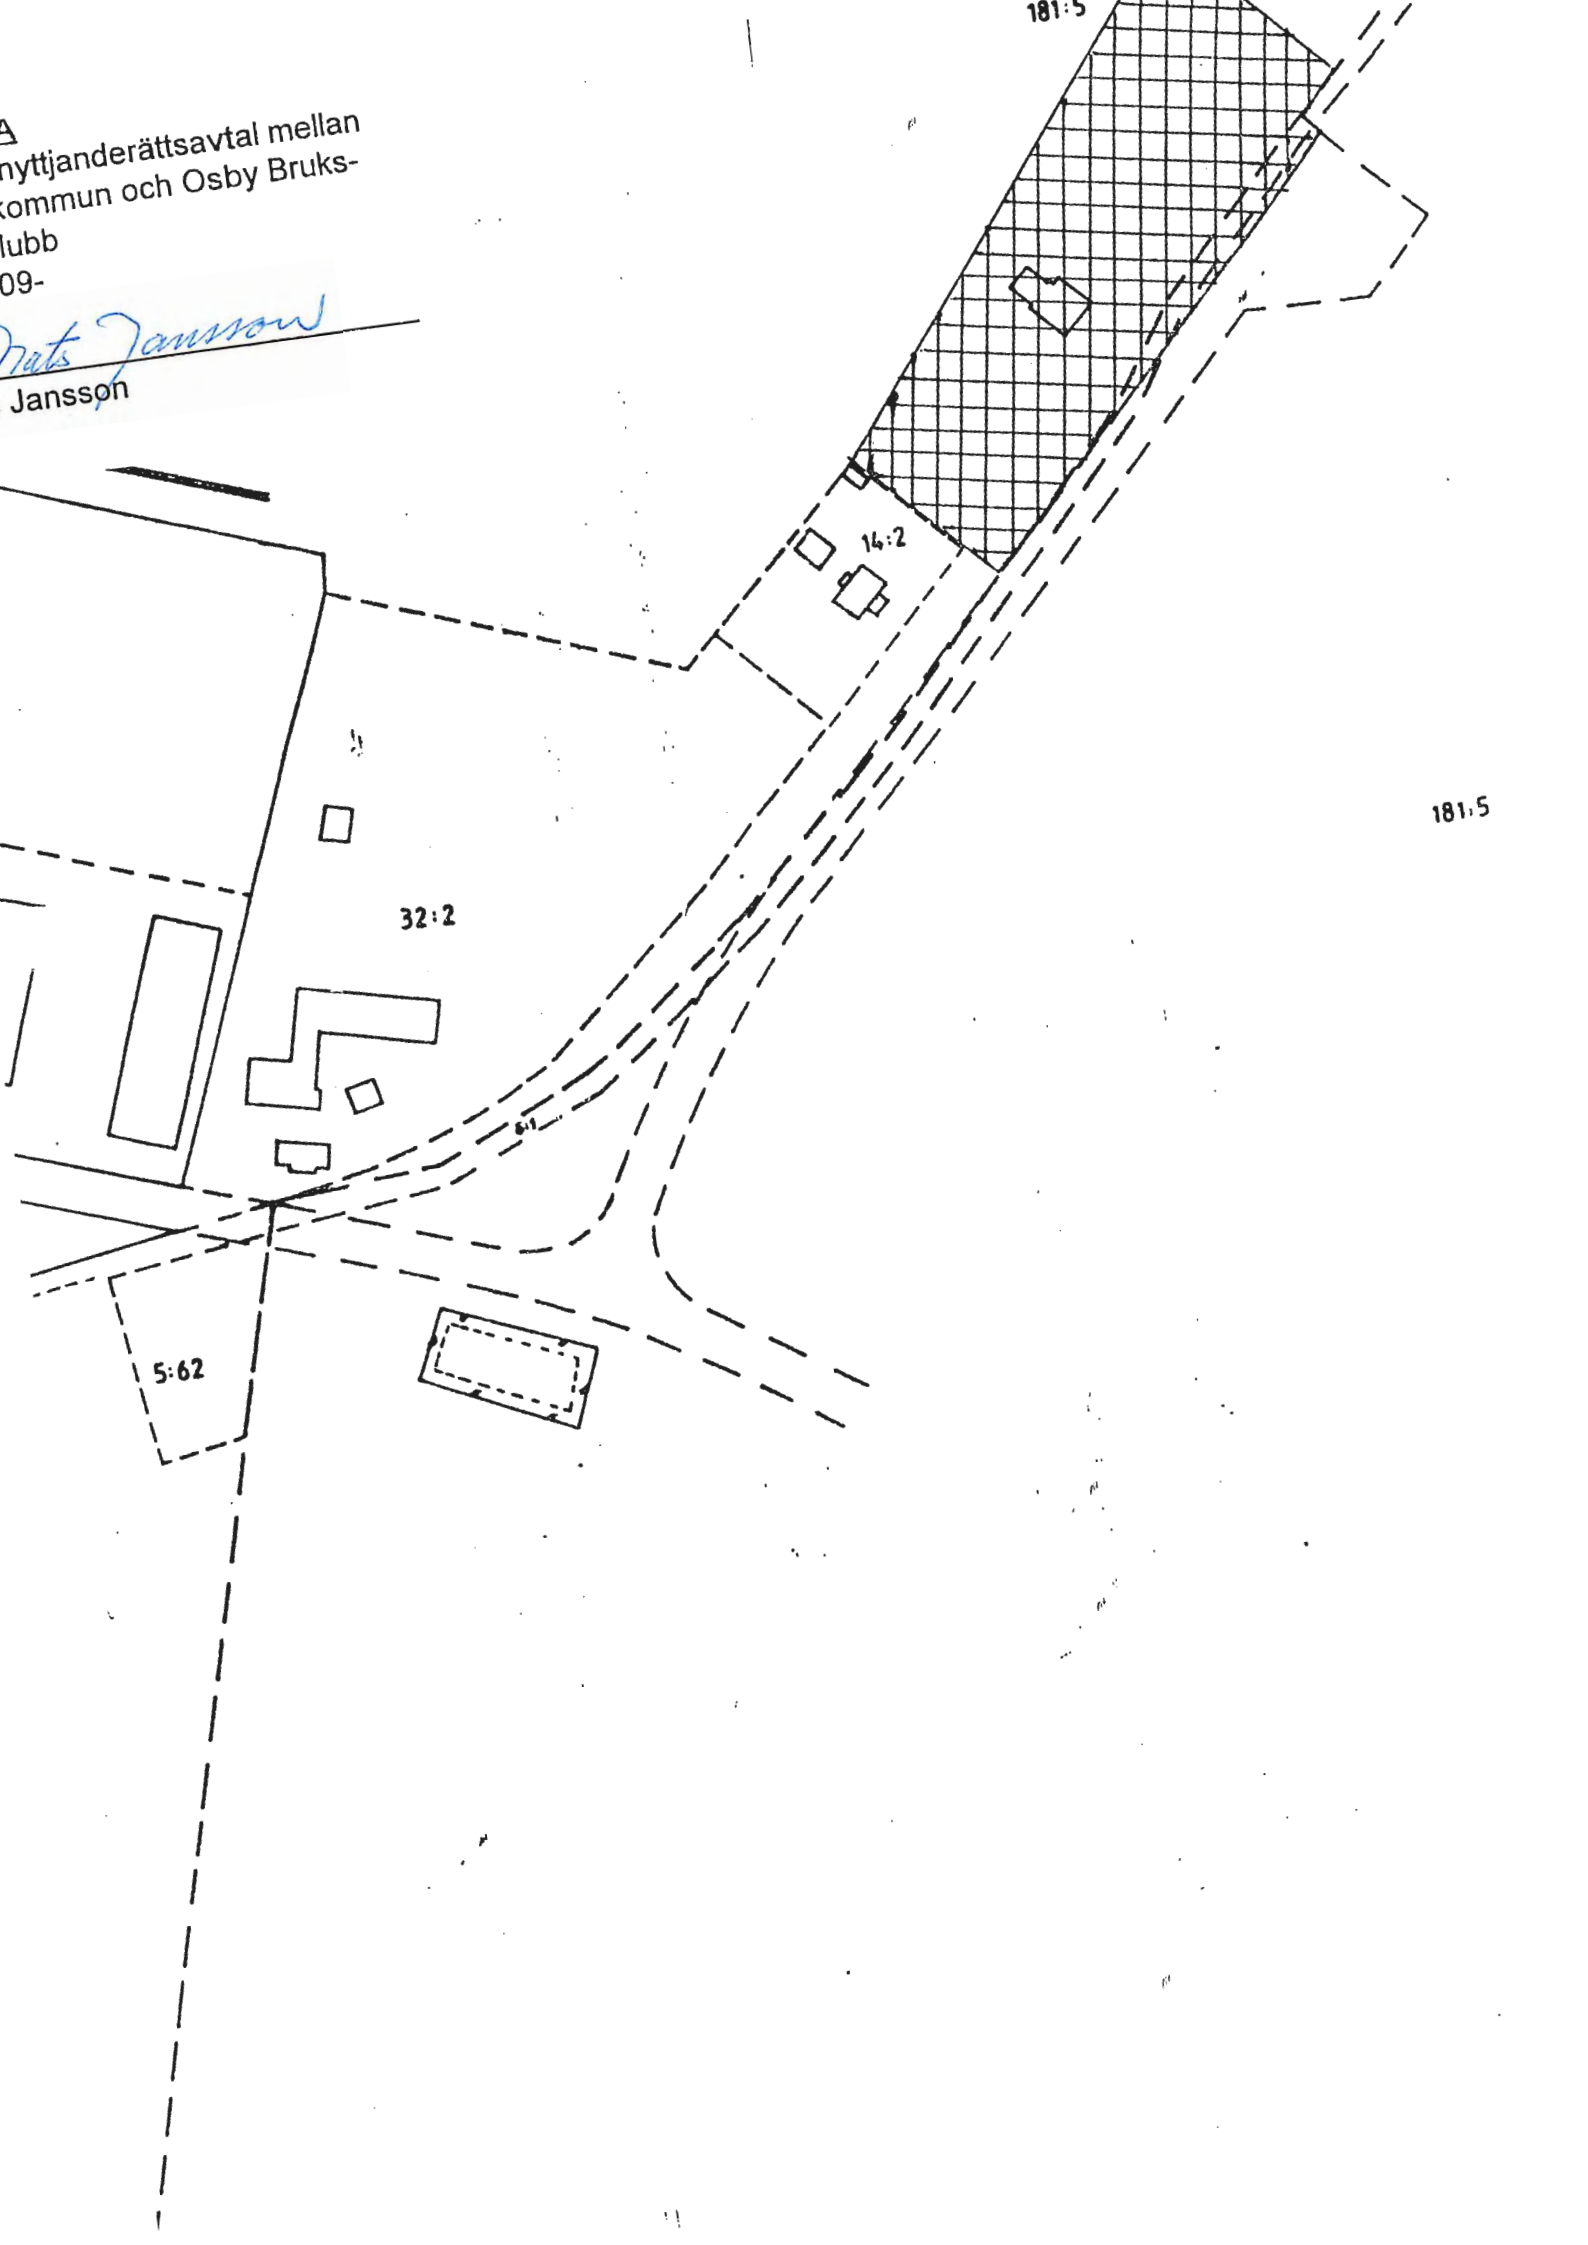 181:5
A
nyttjanderättsavtal mellan
kommun och Osby Bruks-
lubb
09-
Mats Jansson
Jansson
14:2
181:5
32:2
5:62